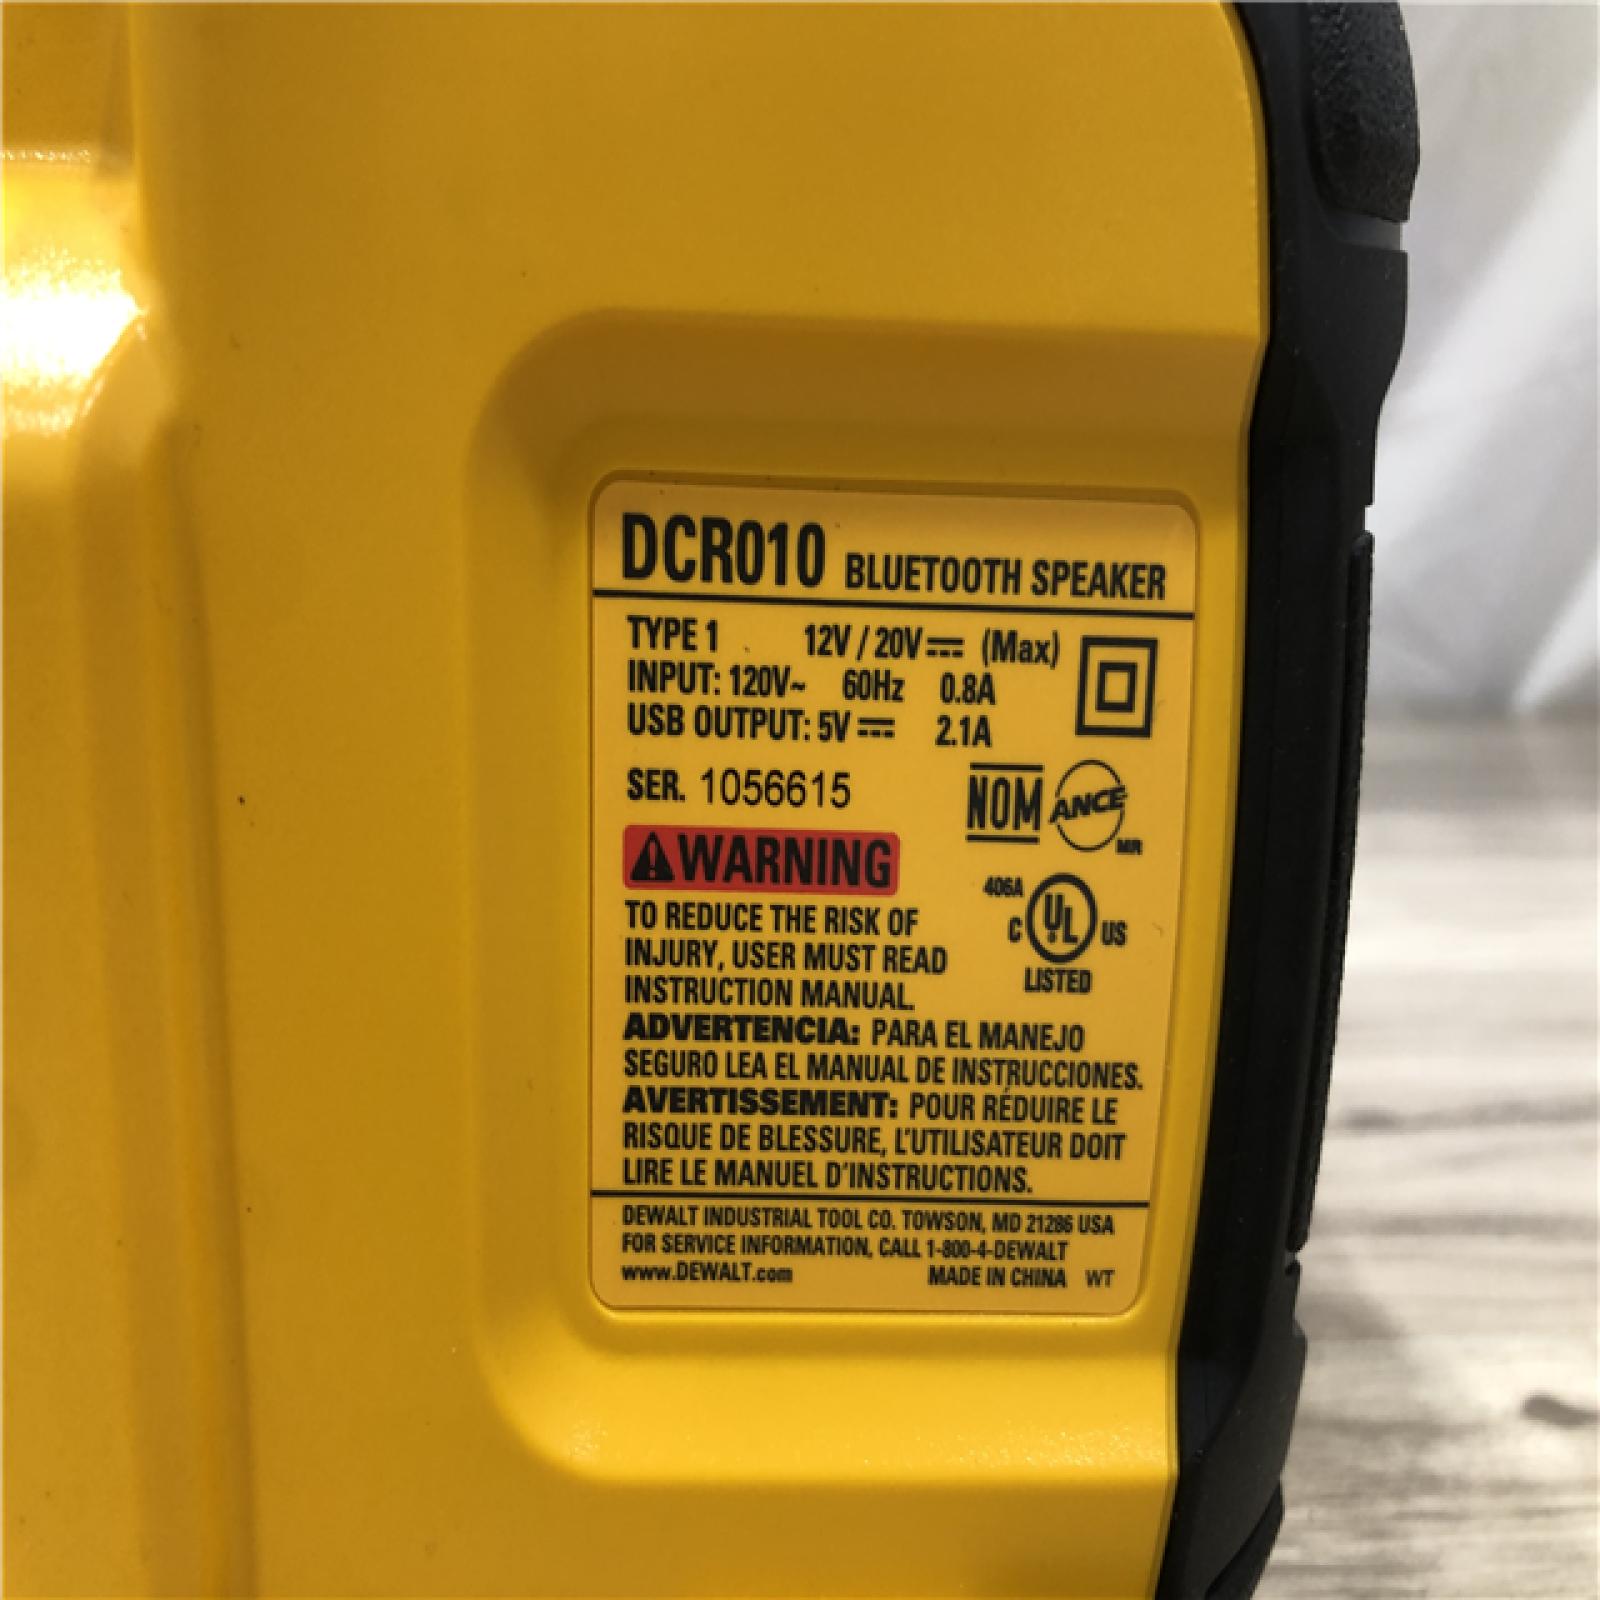 DCR010 BLUETOOTH SPEAKER
TYPE 1 12V / 20V⎓ (Max)
INPUT: 120V~ 60Hz 0.8A
USB OUTPUT: 5V⎓ 2.1A
SER. 1056615
NOM ANCE MR
WARNING
406A
C UL US
LISTED
TO REDUCE THE RISK OF
INJURY, USER MUST READ
INSTRUCTION MANUAL.
ADVERTENCIA: PARA EL MANEJO
SEGURO LEA EL MANUAL DE INSTRUCCIONES.
AVERTISSEMENT: POUR RÉDUIRE LE
RISQUE DE BLESSURE, L'UTILISATEUR DOIT
LIRE LE MANUEL D'INSTRUCTIONS.
DEWALT INDUSTRIAL TOOL CO. TOWSON, MD 21286 USA
FOR SERVICE INFORMATION, CALL 1-800-4-DEWALT
www.DEWALT.com MADE IN CHINA WT